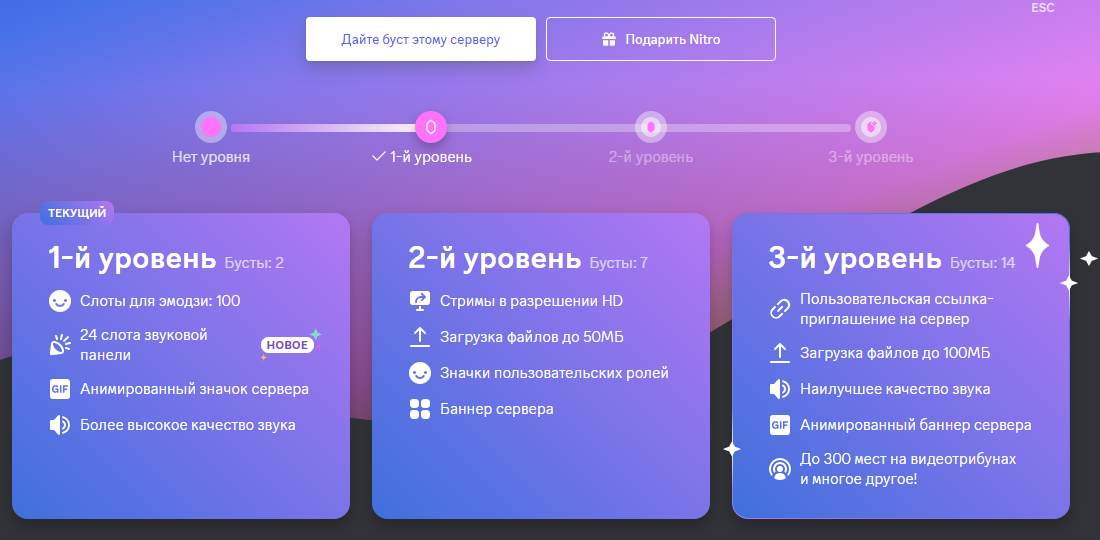 ESC
Дайте буст этому серверу
Подарить Nitro
Нет уровня
1-й уровень
2-й уровень
3-й уровень
ТЕКУЩИЙ
1-й уровень Бусты: 2
Слоты для эмодзи: 100
24 слота звуковой
панели
НОВОЕ
GIF Анимированный значок сервера
Более высокое качество звука
2-й уровень Бусты: 7
Стримы в разрешении HD
Загрузка файлов до 50МБ
Значки пользовательских ролей
Баннер сервера
3-й уровень Бусты: 14
Пользовательская ссылка-
приглашение на сервер
Загрузка файлов до 100МБ
Наилучшее качество звука
GIF Анимированный баннер сервера
До 300 мест на видеотрибунах
и многое другое!